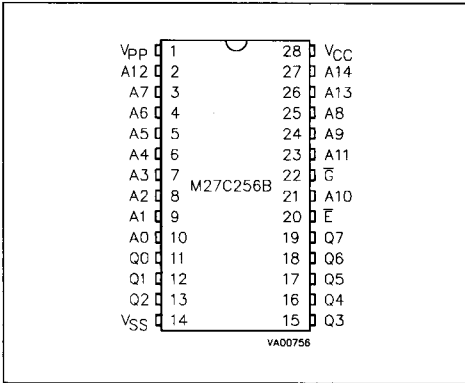 VPP 1 28 VCC
A12 2 27 A14
A7 3 26 A13
A6 4 25 A8
A5 5 24 A9
A4 6 23 A11
A3 7 22 G̅
M27C256B
A2 8 21 A10
A1 9 20 E̅
A0 10 19 Q7
Q0 11 18 Q6
Q1 12 17 Q5
Q2 13 16 Q4
VSS 14 15 Q3
VA00756